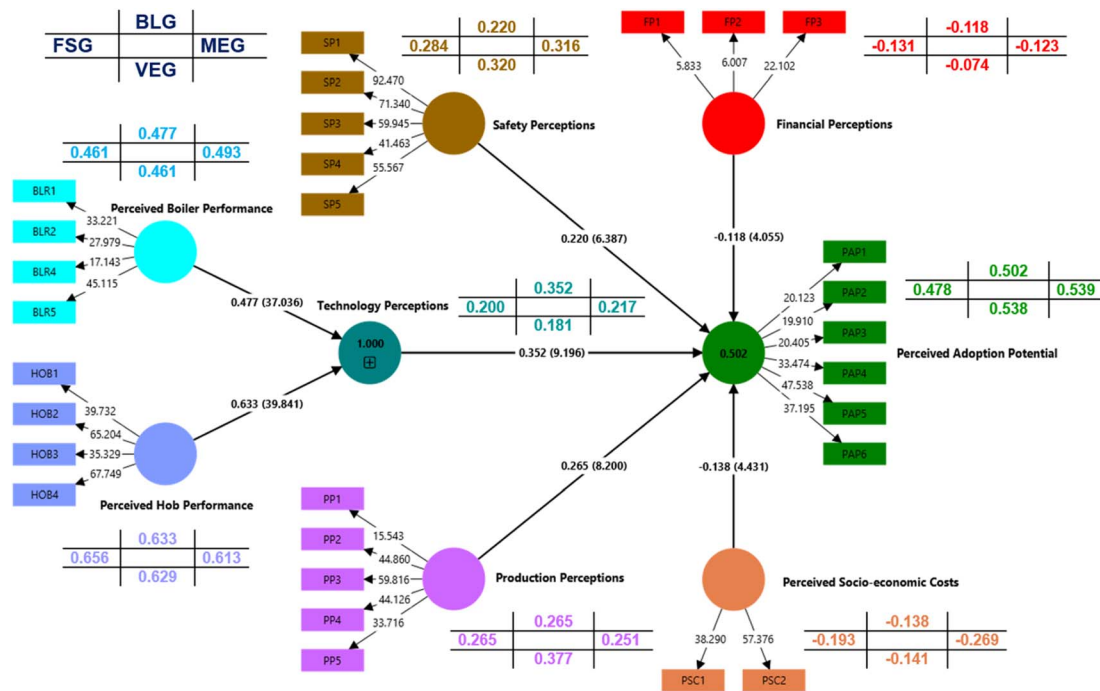 BLG
FSG MEG
VEG
0.477
0.461 0.493
0.461
BLR1
BLR2
BLR4
BLR5
33.221
27.979
17.143
45.115
Perceived Boiler Performance
0.477 (37.036)
HOB1
HOB2
HOB3
HOB4
39.732
65.204
35.329
67.749
Perceived Hob Performance
0.633 (39.841)
0.633
0.656 0.613
0.629
SP1
SP2
SP3
SP4
SP5
92.470
71.340
59.945
41.463
55.567
Safety Perceptions
0.220
0.284 0.316
0.320
0.220 (6.387)
Technology Perceptions
1.000
0.352
0.200 0.217
0.181
0.352 (9.196)
PP1
PP2
PP3
PP4
PP5
15.543
44.860
59.816
44.126
33.716
Production Perceptions
0.265 (8.200)
0.265
0.265 0.251
0.377
FP1 FP2 FP3
5.833 6.007 22.102
Financial Perceptions
-0.118
-0.131 -0.123
-0.074
-0.118 (4.055)
0.502
PAP1
PAP2
PAP3
PAP4
PAP5
PAP6
20.123
19.910
20.405
33.474
47.538
37.195
Perceived Adoption Potential
0.502
0.478 0.539
0.538
-0.138 (4.431)
Perceived Socio-economic Costs
-0.138
-0.193 -0.269
-0.141
38.290 57.376
PSC1 PSC2